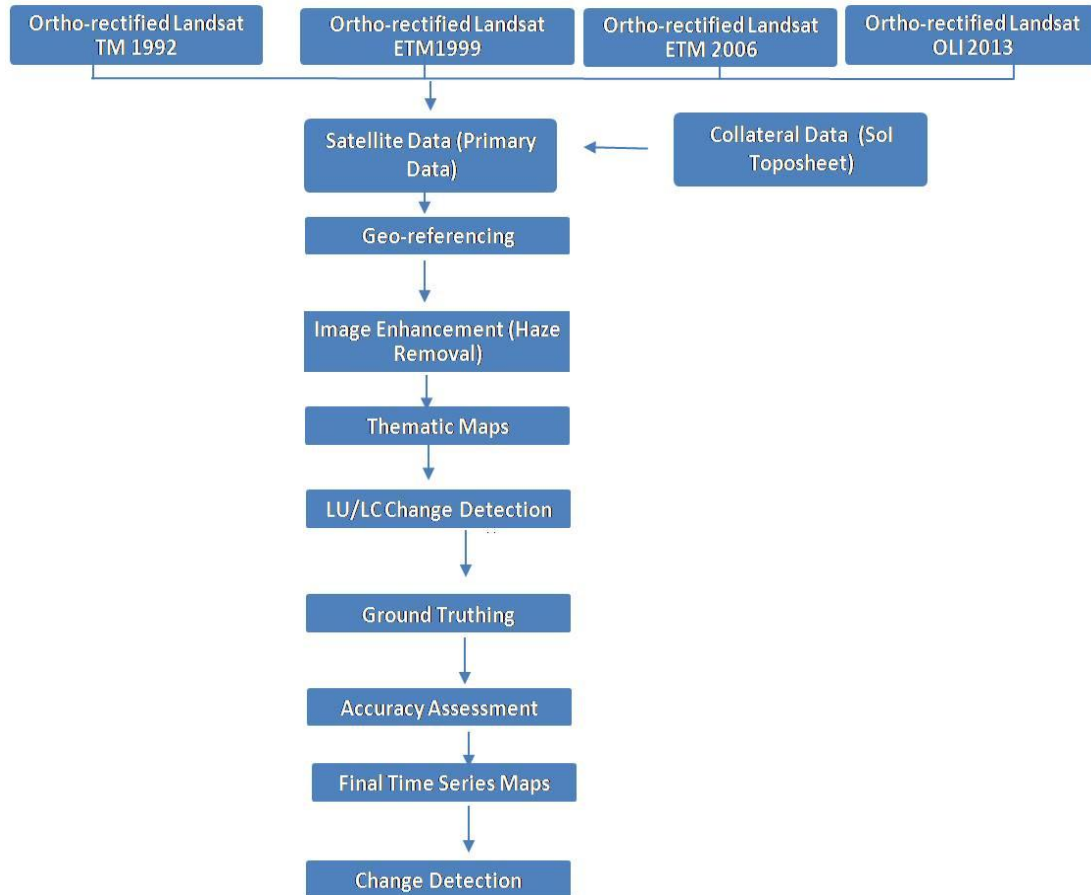 Ortho-rectified Landsat
TM 1992
Ortho-rectified Landsat
ETM1999
Ortho-rectified Landsat
ETM 2006
Ortho-rectified Landsat
OLI 2013
Satellite Data (Primary
Data)
Collateral Data (SoI
Toposheet)
Geo-referencing
Image Enhancement (Haze
Removal)
Thematic Maps
LU/LC Change Detection
Ground Truthing
Accuracy Assessment
Final Time Series Maps
Change Detection